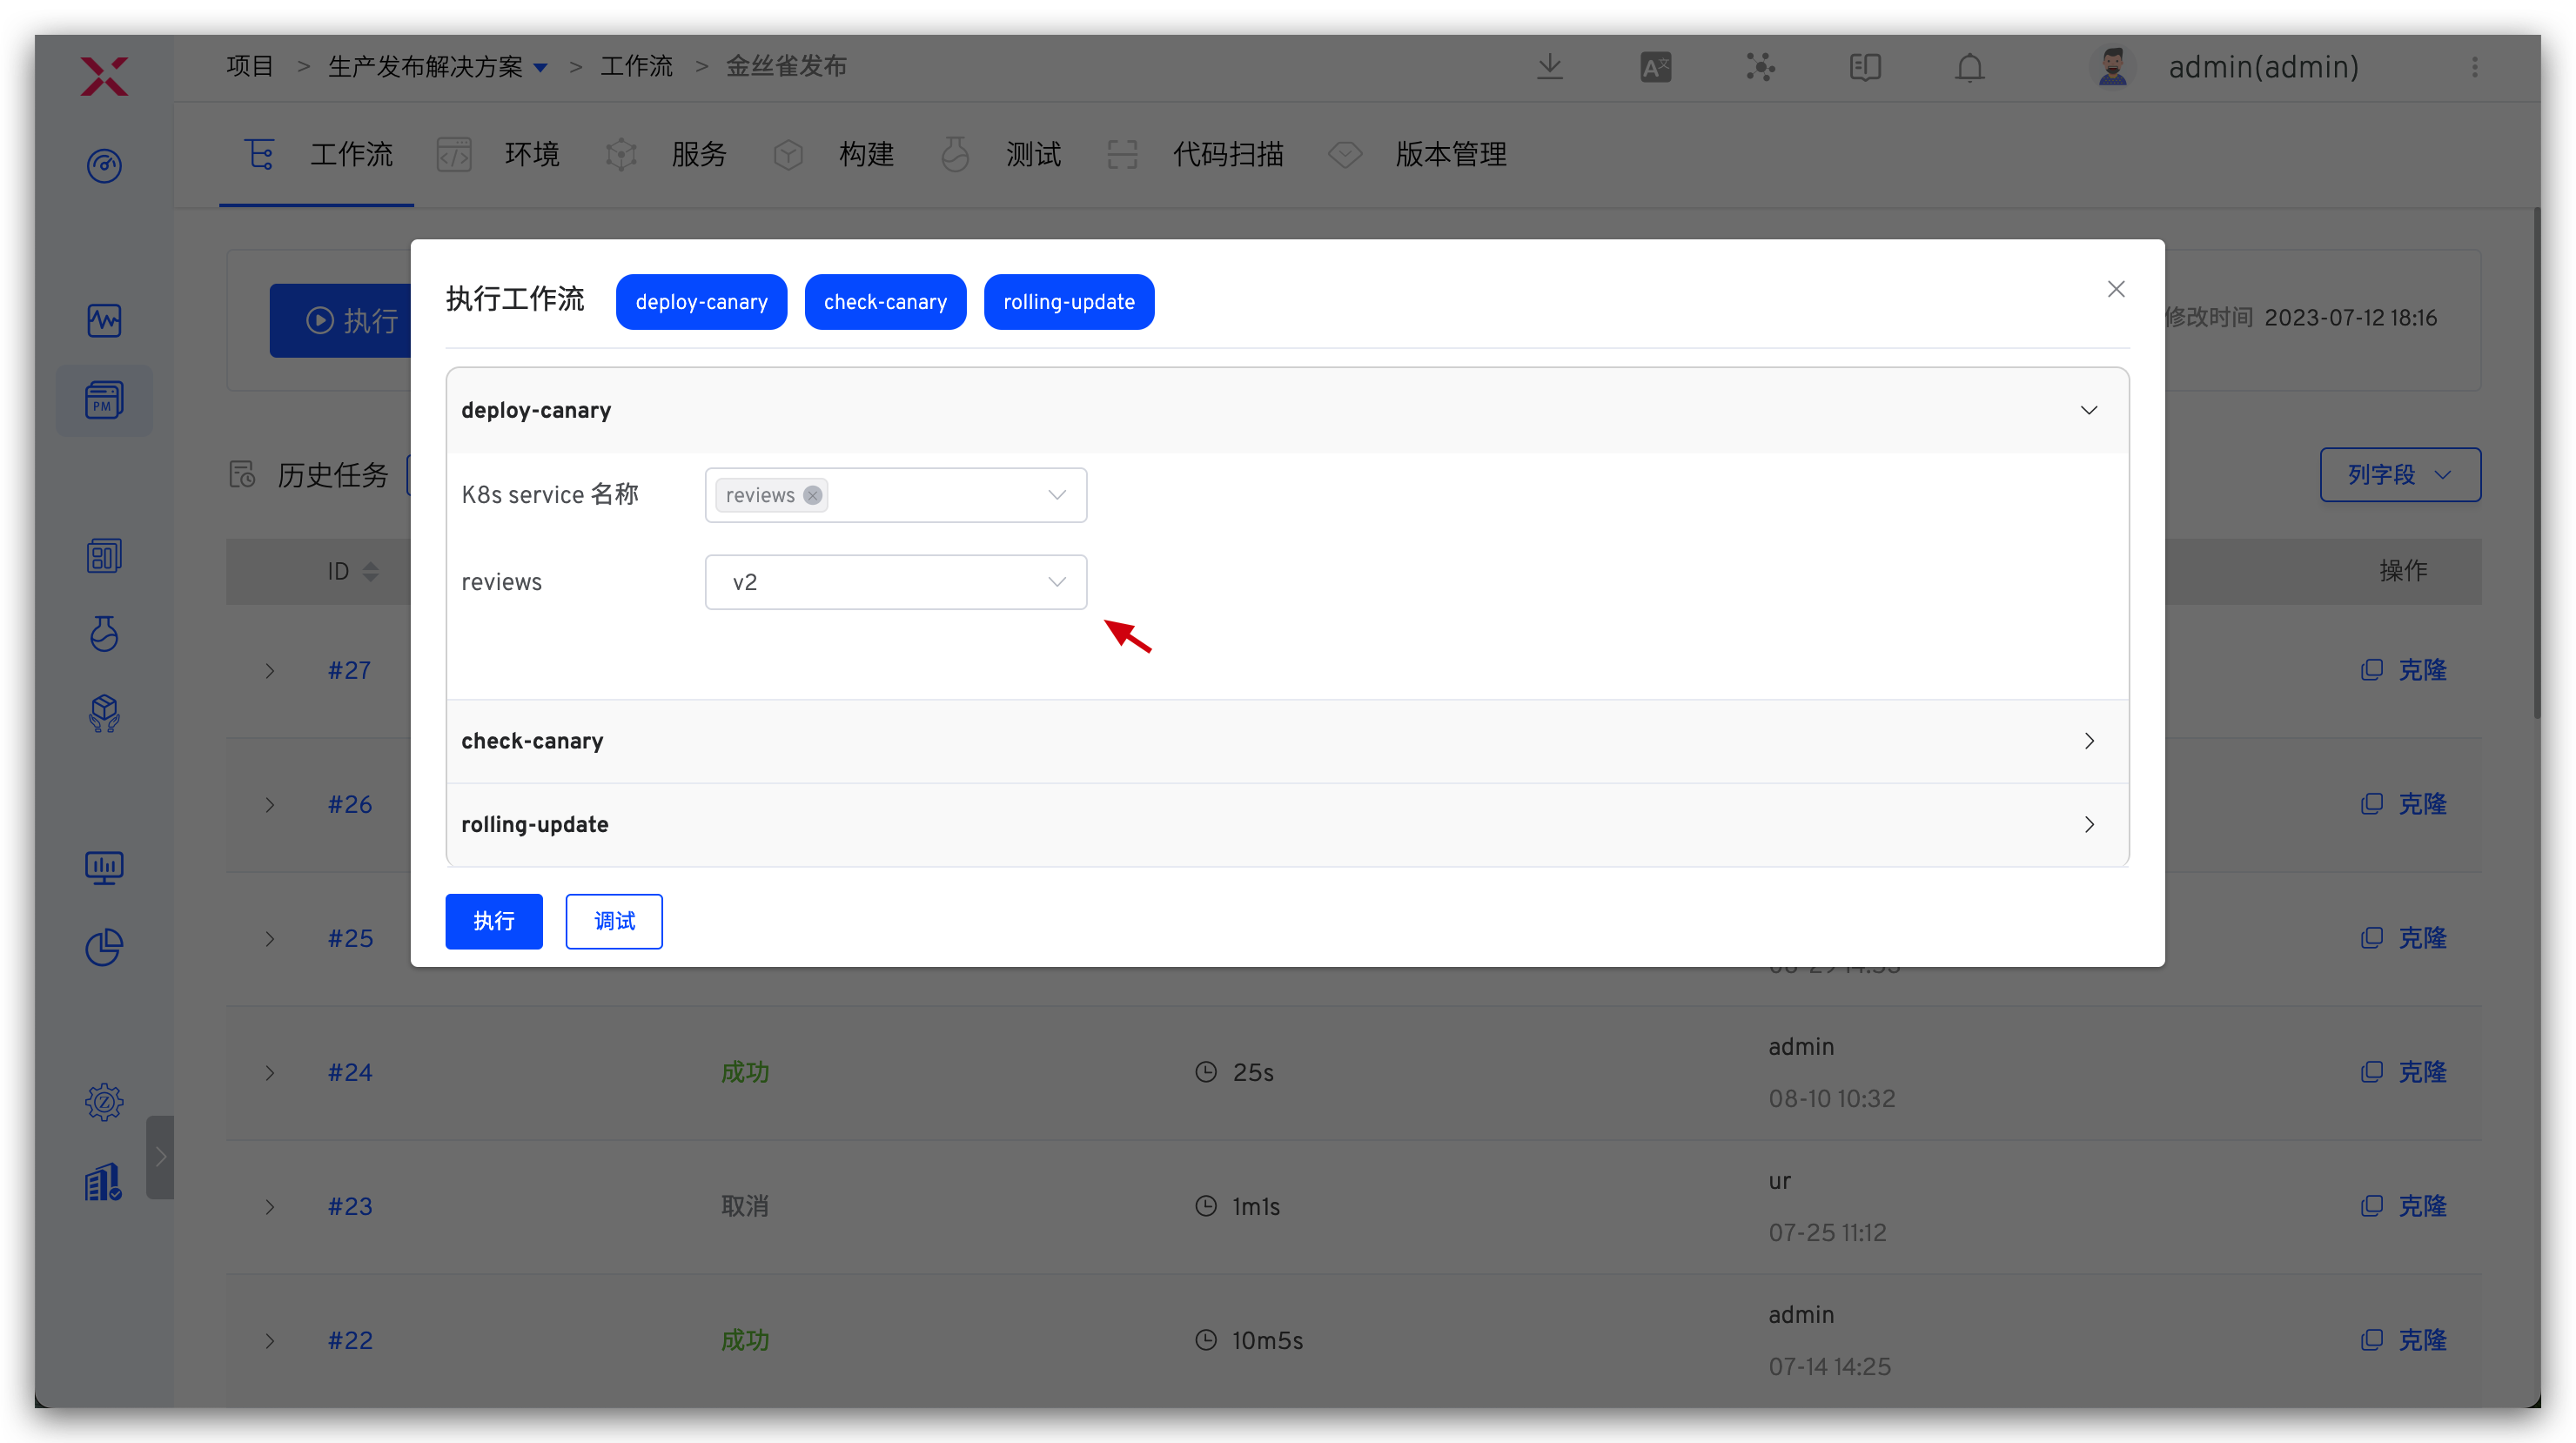 项目 > 生产发布解决方案 > 工作流 > 金丝雀发布
admin(admin)
工作流 环境 服务 构建 测试 代码扫描 版本管理
执行
修改时间 2023-07-12 18:16
执行工作流 deploy-canary check-canary rolling-update
deploy-canary
K8s service 名称 reviews
reviews v2
check-canary
rolling-update
执行 调试
PM
历史任务
列字段
ID 操作
#27 克隆
#26 克隆
#25 克隆
#24 成功 25s admin 克隆
08-10 10:32
#23 取消 1m1s ur 克隆
07-25 11:12
#22 成功 10m5s admin 克隆
07-14 14:25